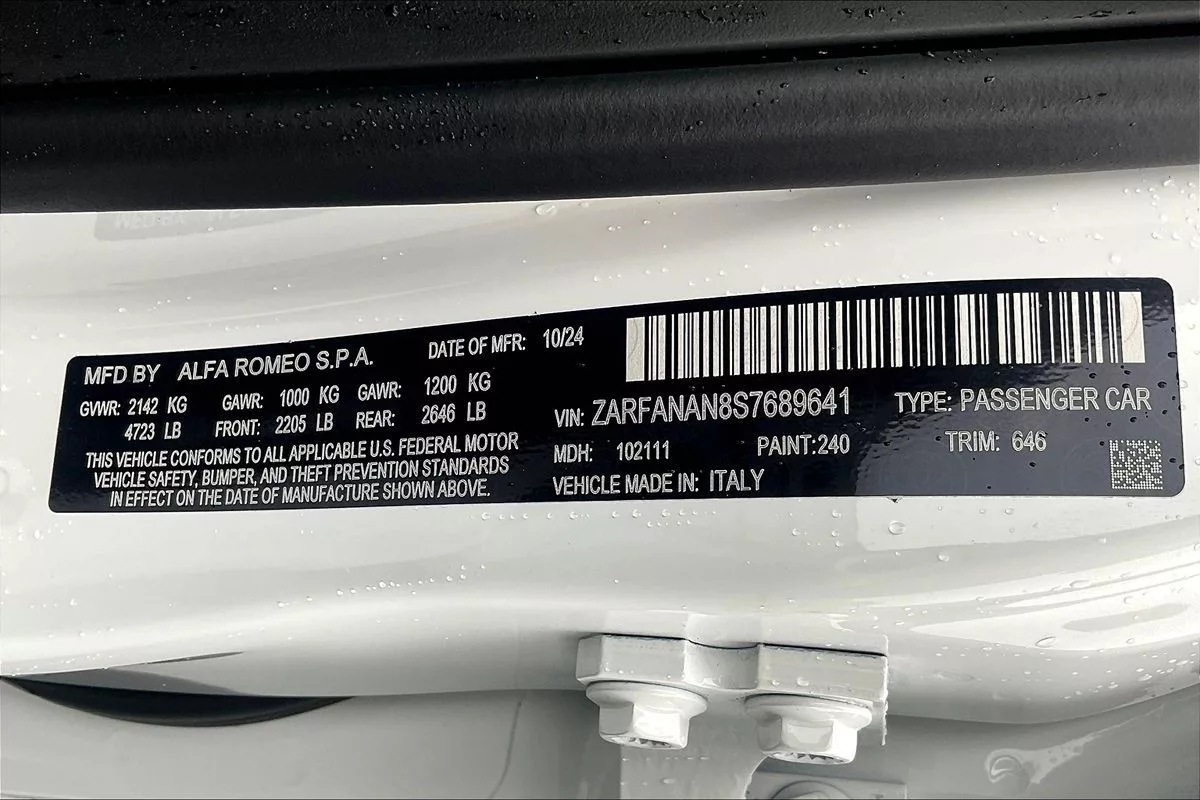 MFD BY ALFA ROMEO S.P.A. DATE OF MFR: 10/24
GVWR: 2142 KG GAWR: 1000 KG GAWR: 1200 KG
4723 LB FRONT: 2205 LB REAR: 2646 LB
THIS VEHICLE CONFORMS TO ALL APPLICABLE U.S. FEDERAL MOTOR
VEHICLE SAFETY, BUMPER, AND THEFT PREVENTION STANDARDS
IN EFFECT ON THE DATE OF MANUFACTURE SHOWN ABOVE.
VIN: ZARFANAN8S7689641 TYPE: PASSENGER CAR
MDH: 102111 PAINT:240 TRIM: 646
VEHICLE MADE IN: ITALY